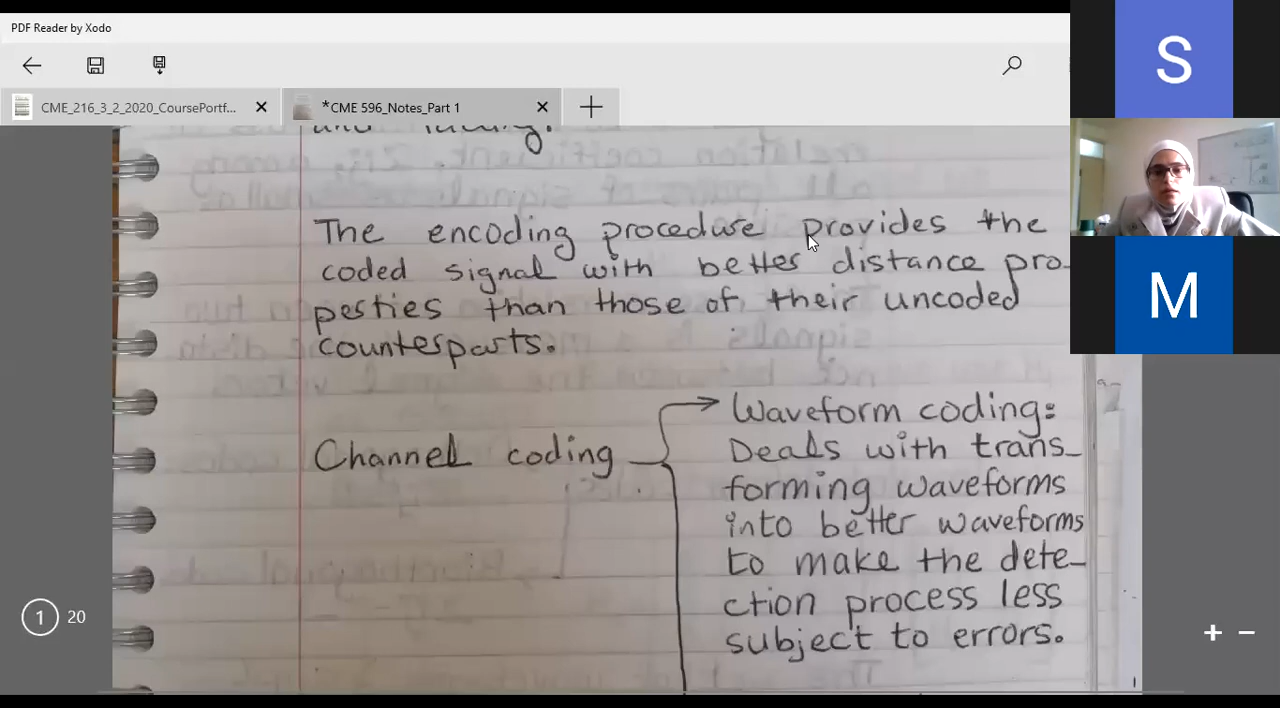 PDF Reader by Xodo
CME_216_3_2_2020_CoursePortf...
*CME 596_Notes_Part 1
The encoding procedure provides the
coded signal with better distance pro-
perties than those of their uncoded
counterparts.
Channel coding
Waveform coding:
Deals with trans-
forming waveforms
into better waveforms
to make the dete-
ction process less
subject to errors.
1 20
S
M